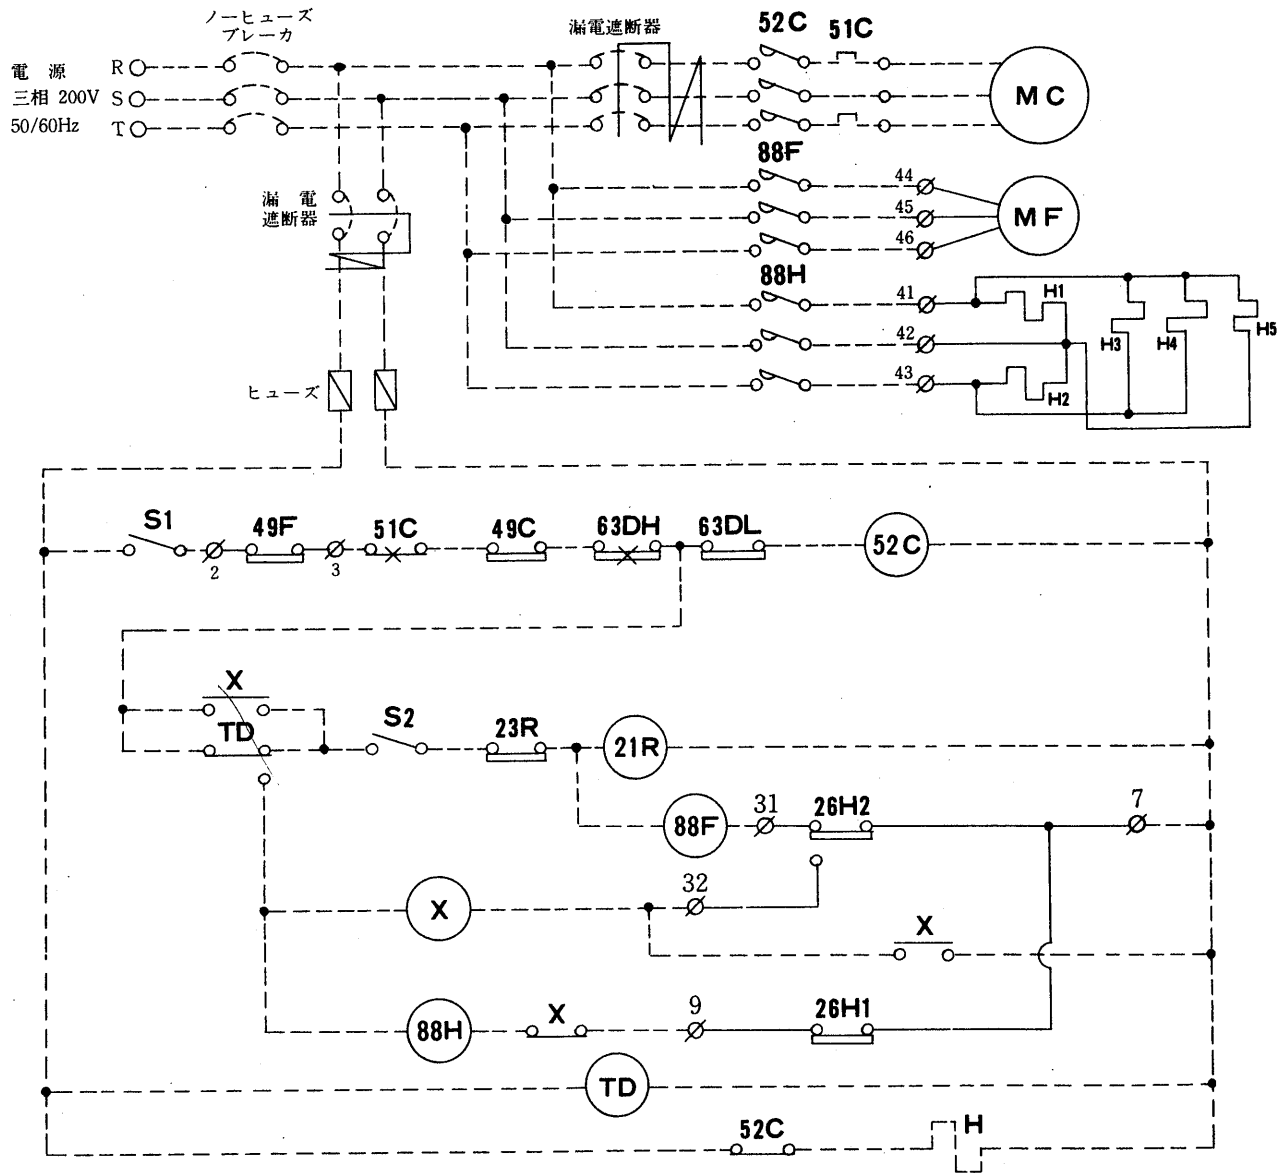 ノーヒューズ
ブレーカ
漏電遮断器
52C 51C
電源 R
三相 200V S
50/60Hz T
MC
88F
44
45
46
MF
漏電
遮断器
88H
41
42
43
H1
H2
H3
H4
H5
ヒューズ
S1
2
49F
3
51C
49C
63DH
63DL
52C
X
TD
S2
23R
21R
88F
31
26H2
7
X
32
X
88H
X
9
26H1
TD
52C
H